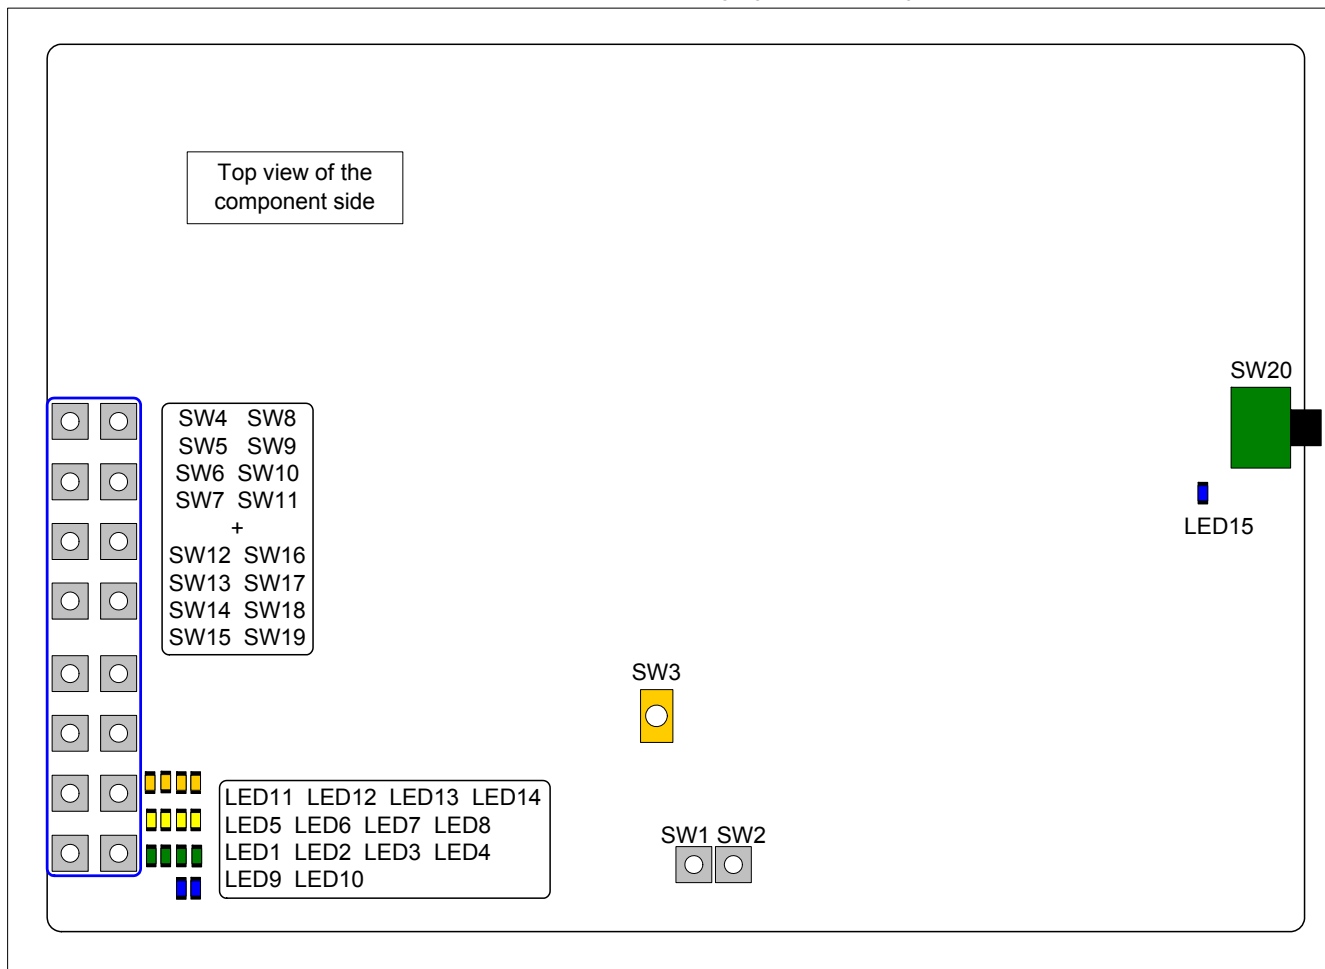 Top view of the
component side
SW20
LED15
SW4 SW8
SW5 SW9
SW6 SW10
SW7 SW11
+
SW12 SW16
SW13 SW17
SW14 SW18
SW15 SW19
SW3
LED11 LED12 LED13 LED14
LED5 LED6 LED7 LED8
LED1 LED2 LED3 LED4
LED9 LED10
SW1 SW2